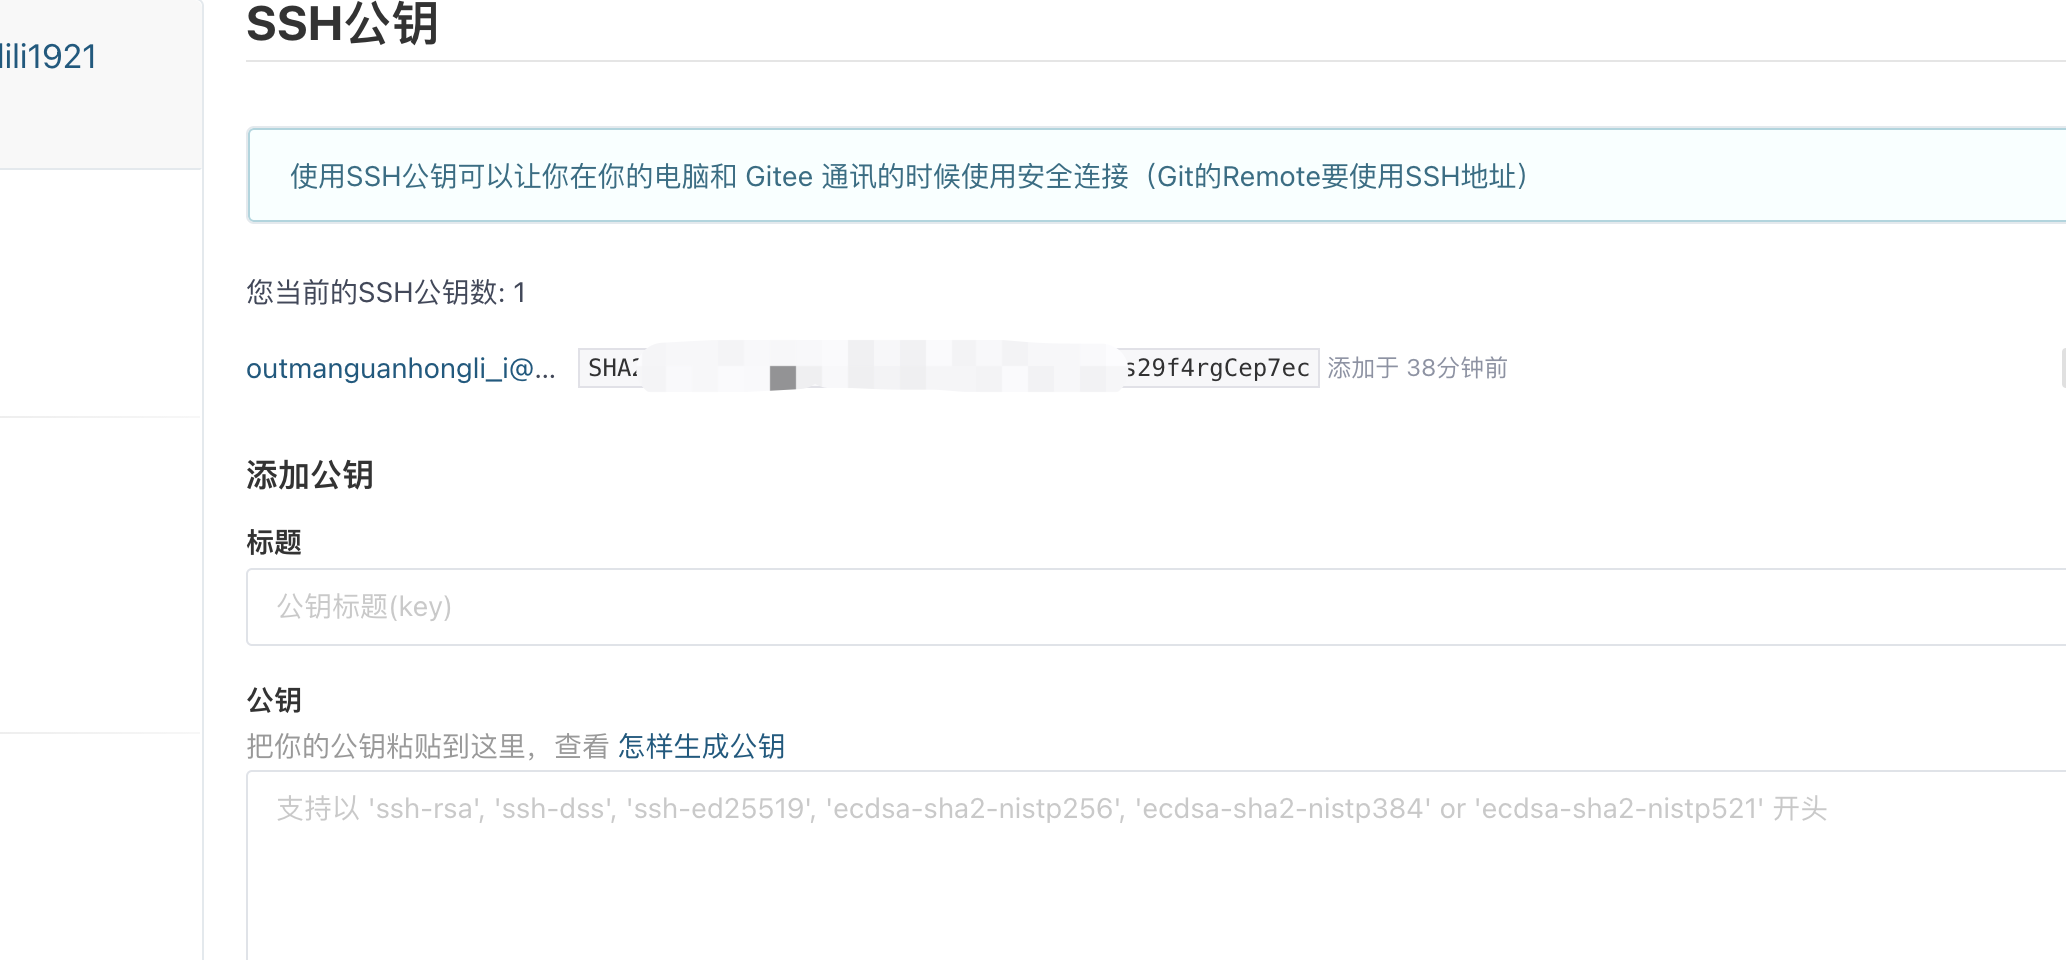 SSH公钥
lili1921
使用SSH公钥可以让你在你的电脑和 Gitee 通讯的时候使用安全连接（Git的Remote要使用SSH地址）
您当前的SSH公钥数: 1
outmanguanhongli_i@... SHA s29f4rgCep7ec 添加于 38分钟前
添加公钥
标题
公钥标题(key)
公钥
把你的公钥粘贴到这里，查看 怎样生成公钥
支持以 'ssh-rsa', 'ssh-dss', 'ssh-ed25519', 'ecdsa-sha2-nistp256', 'ecdsa-sha2-nistp384' or 'ecdsa-sha2-nistp521' 开头